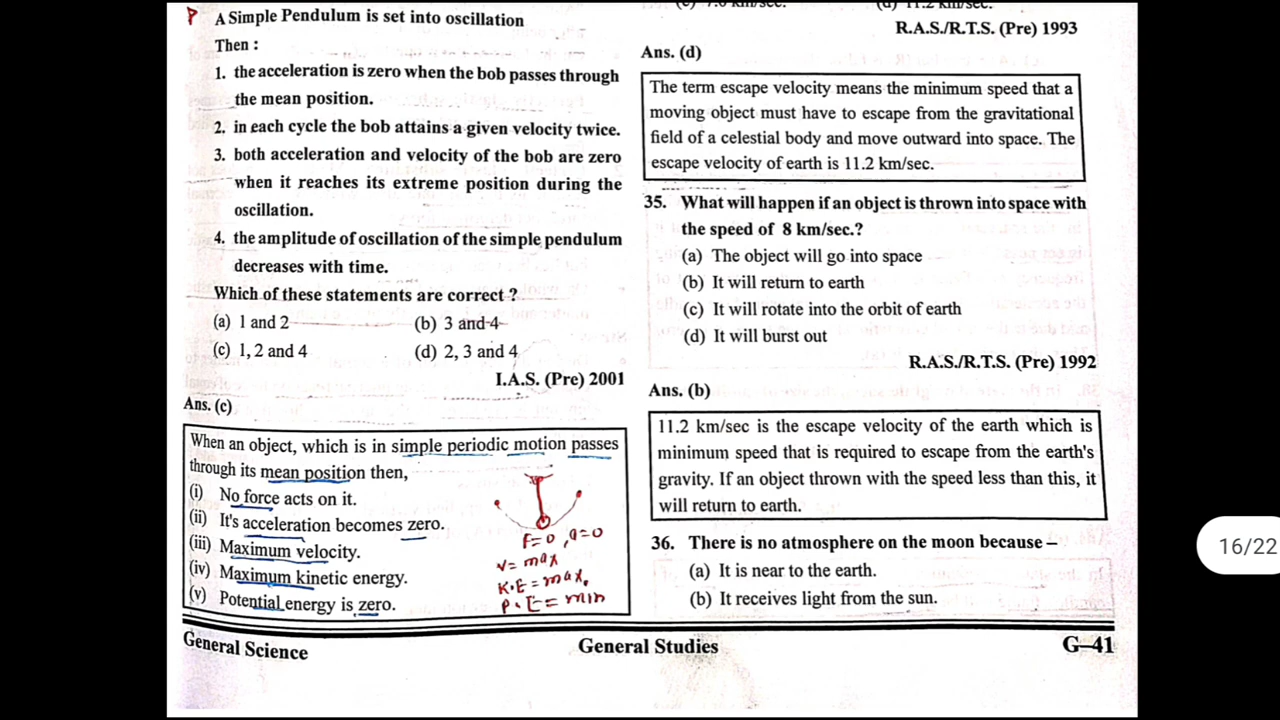 A Simple Pendulum is set into oscillation
Then :
1. the acceleration is zero when the bob passes through
the mean position.
2. in each cycle the bob attains a given velocity twice.
3. both acceleration and velocity of the bob are zero
when it reaches its extreme position during the
oscillation.
4. the amplitude of oscillation of the simple pendulum
decreases with time.
Which of these statements are correct ?
(a) 1 and 2
(b) 3 and 4
(c) 1, 2 and 4
(d) 2, 3 and 4
I.A.S. (Pre) 2001
Ans. (c)
When an object, which is in simple periodic motion passes
through its mean position then,
(i) No force acts on it.
(ii) It's acceleration becomes zero.
(iii) Maximum velocity.
(iv) Maximum kinetic energy.
(v) Potential energy is zero.
F=0, a=0
V= max
K.E = max,
P.E = min
R.A.S./R.T.S. (Pre) 1993
Ans. (d)
The term escape velocity means the minimum speed that a
moving object must have to escape from the gravitational
field of a celestial body and move outward into space. The
escape velocity of earth is 11.2 km/sec.
35. What will happen if an object is thrown into space with
the speed of 8 km/sec.?
(a) The object will go into space
(b) It will return to earth
(c) It will rotate into the orbit of earth
(d) It will burst out
R.A.S./R.T.S. (Pre) 1992
Ans. (b)
11.2 km/sec is the escape velocity of the earth which is
minimum speed that is required to escape from the earth's
gravity. If an object thrown with the speed less than this, it
will return to earth.
36. There is no atmosphere on the moon because –
(a) It is near to the earth.
(b) It receives light from the sun.
General Science
General Studies
G–41
16/22